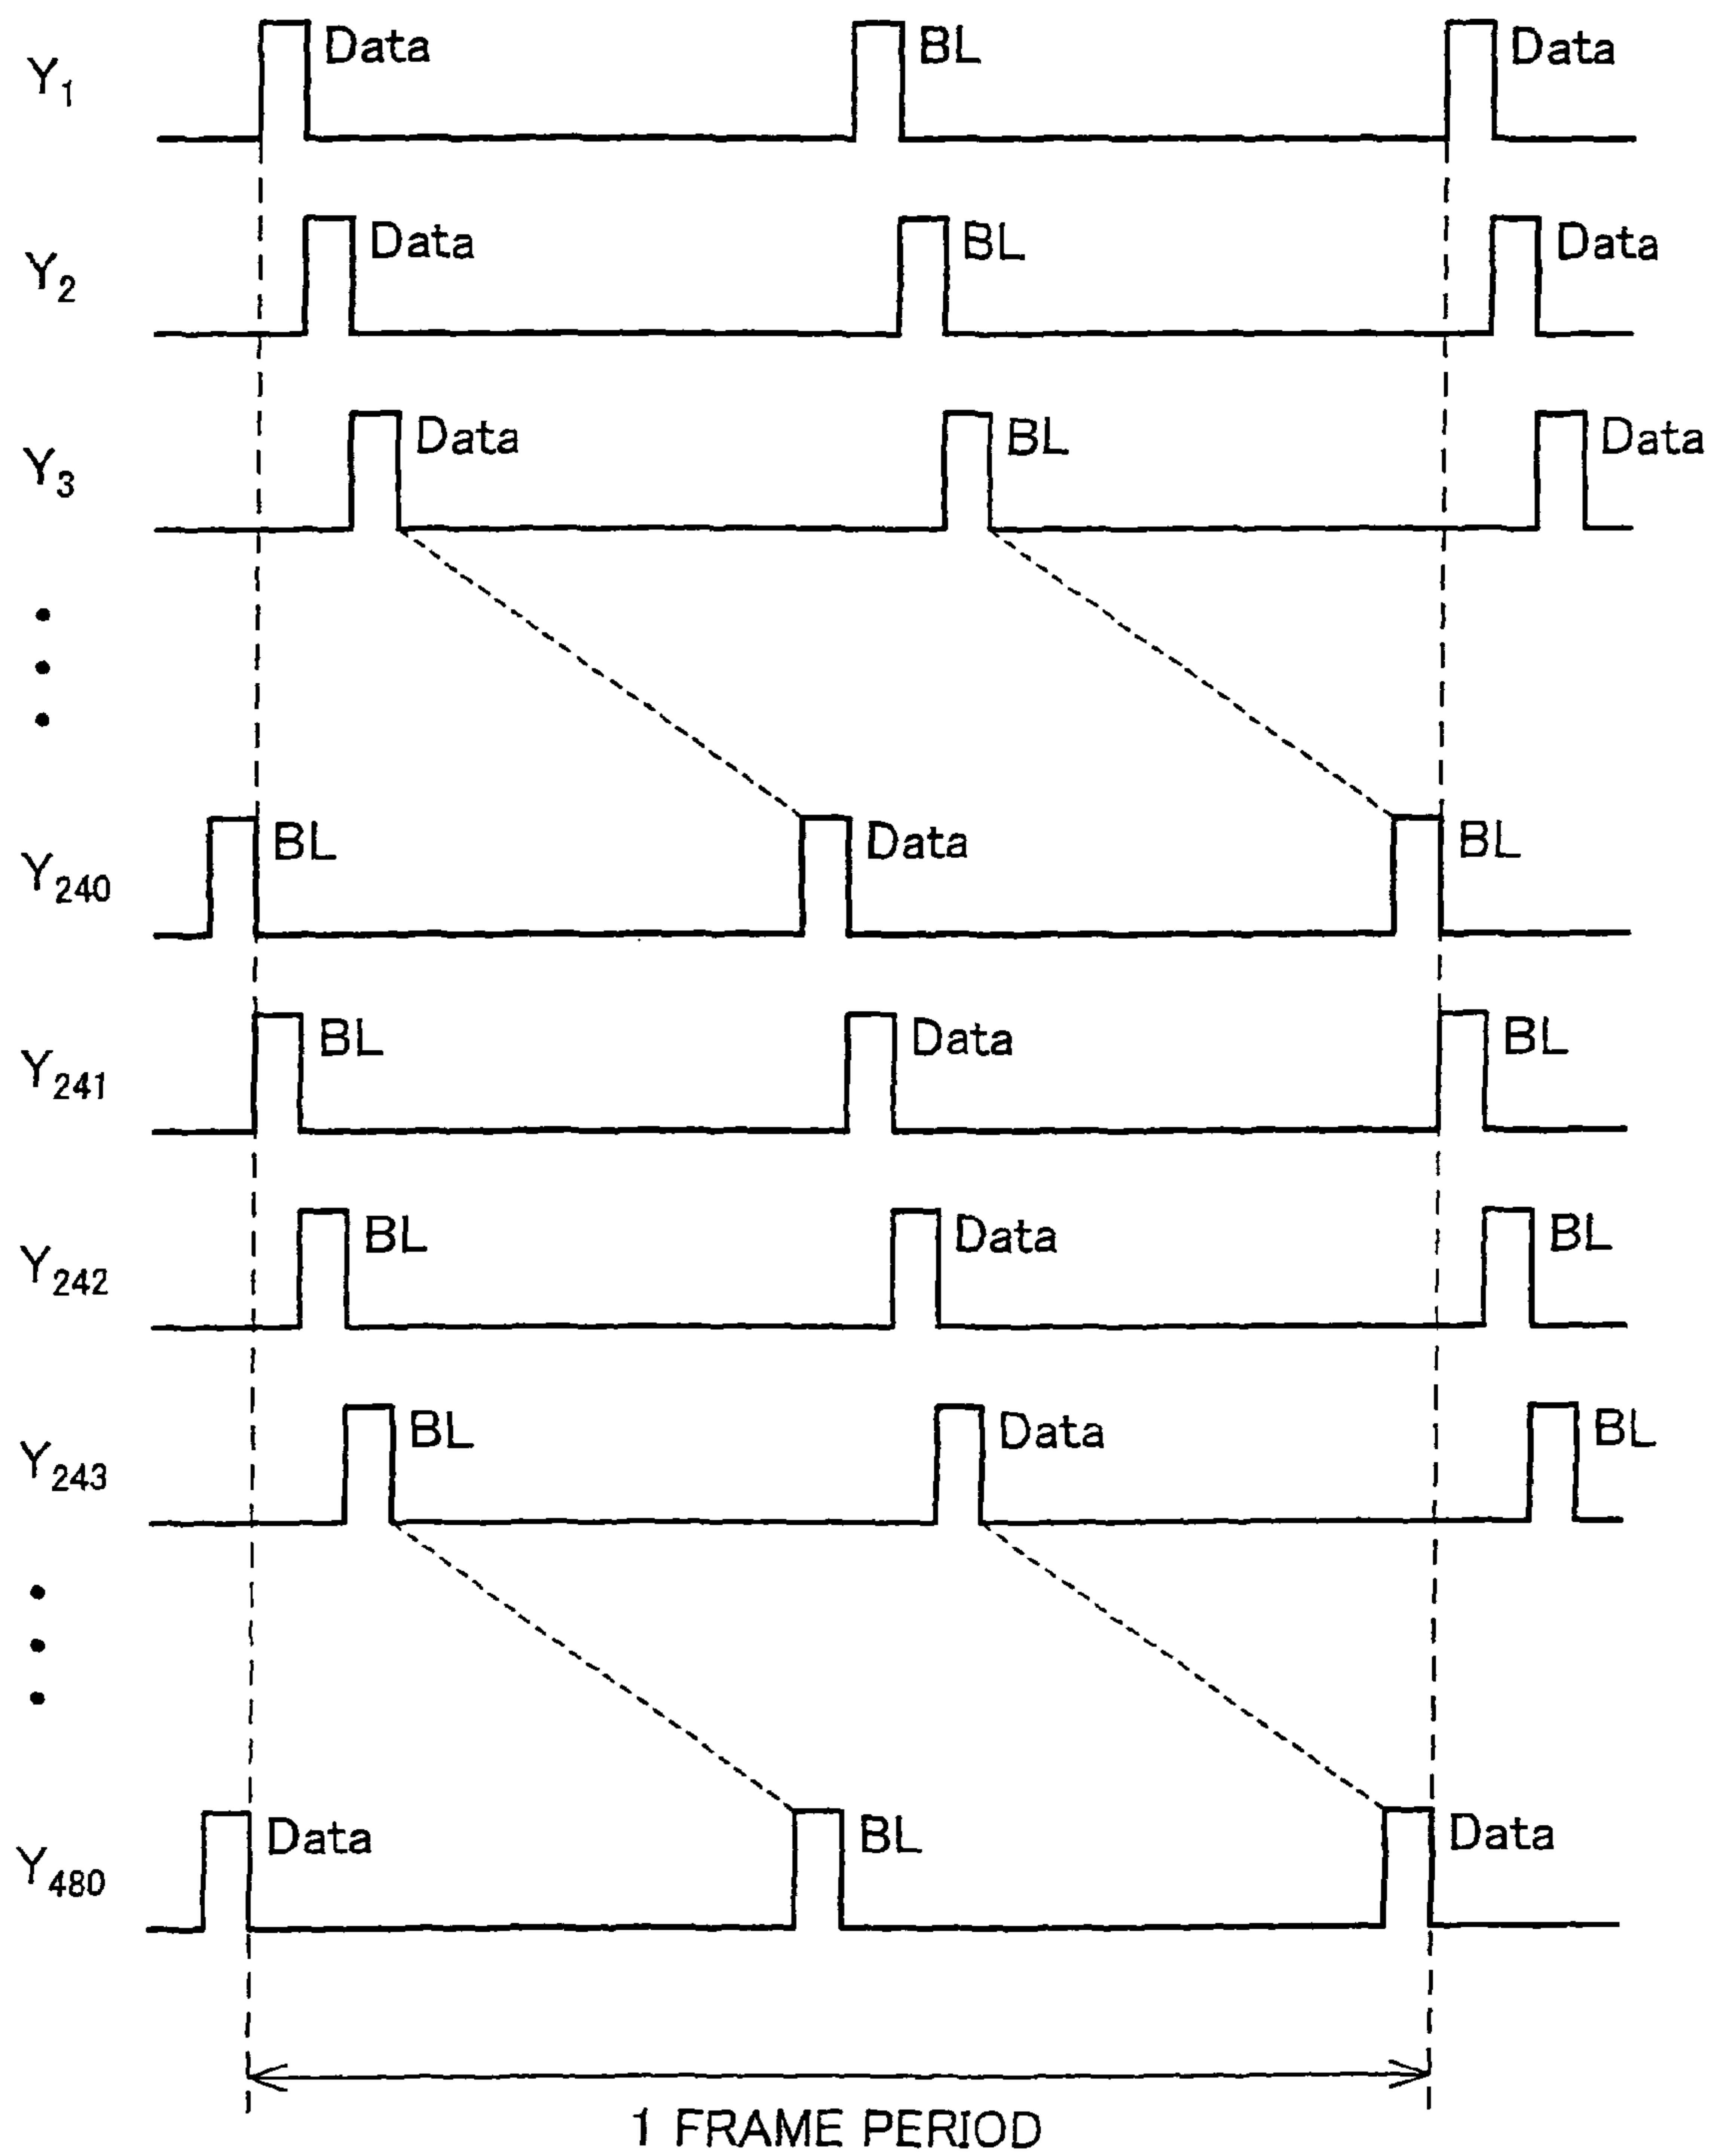 Y1 Data BL Data
Y2 Data BL Data
Y3 Data BL Data
Y240 BL Data BL
Y241 BL Data BL
Y242 BL Data BL
Y243 BL Data BL
Y480 Data BL Data
1 FRAME PERIOD